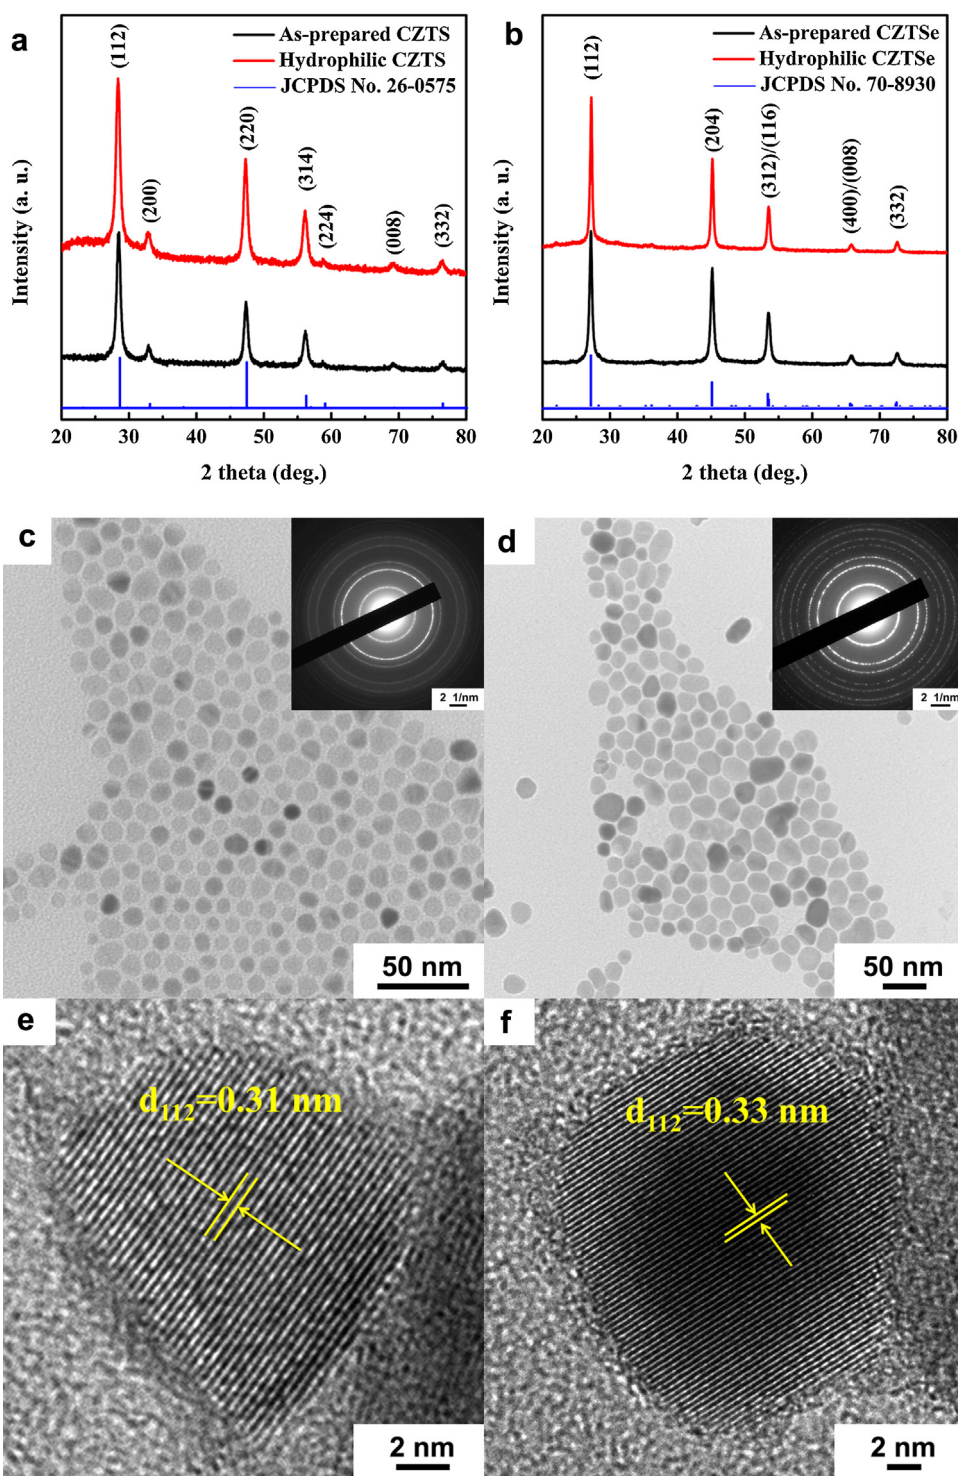 a
As-prepared CZTS
Hydrophilic CZTS
JCPDS No. 26-0575
(112)
(200)
(220)
(314)
(224)
(008)
(332)
Intensity (a. u.)
20 30 40 50 60 70 80
2 theta (deg.)
b
As-prepared CZTSe
Hydrophilic CZTSe
JCPDS No. 70-8930
(112)
(204)
(312)/(116)
(400)/(008)
(332)
Intensity (a. u.)
20 30 40 50 60 70 80
2 theta (deg.)
c
2 1/nm
50 nm
d
2 1/nm
50 nm
e
d₁₁₂=0.31 nm
2 nm
f
d₁₁₂=0.33 nm
2 nm